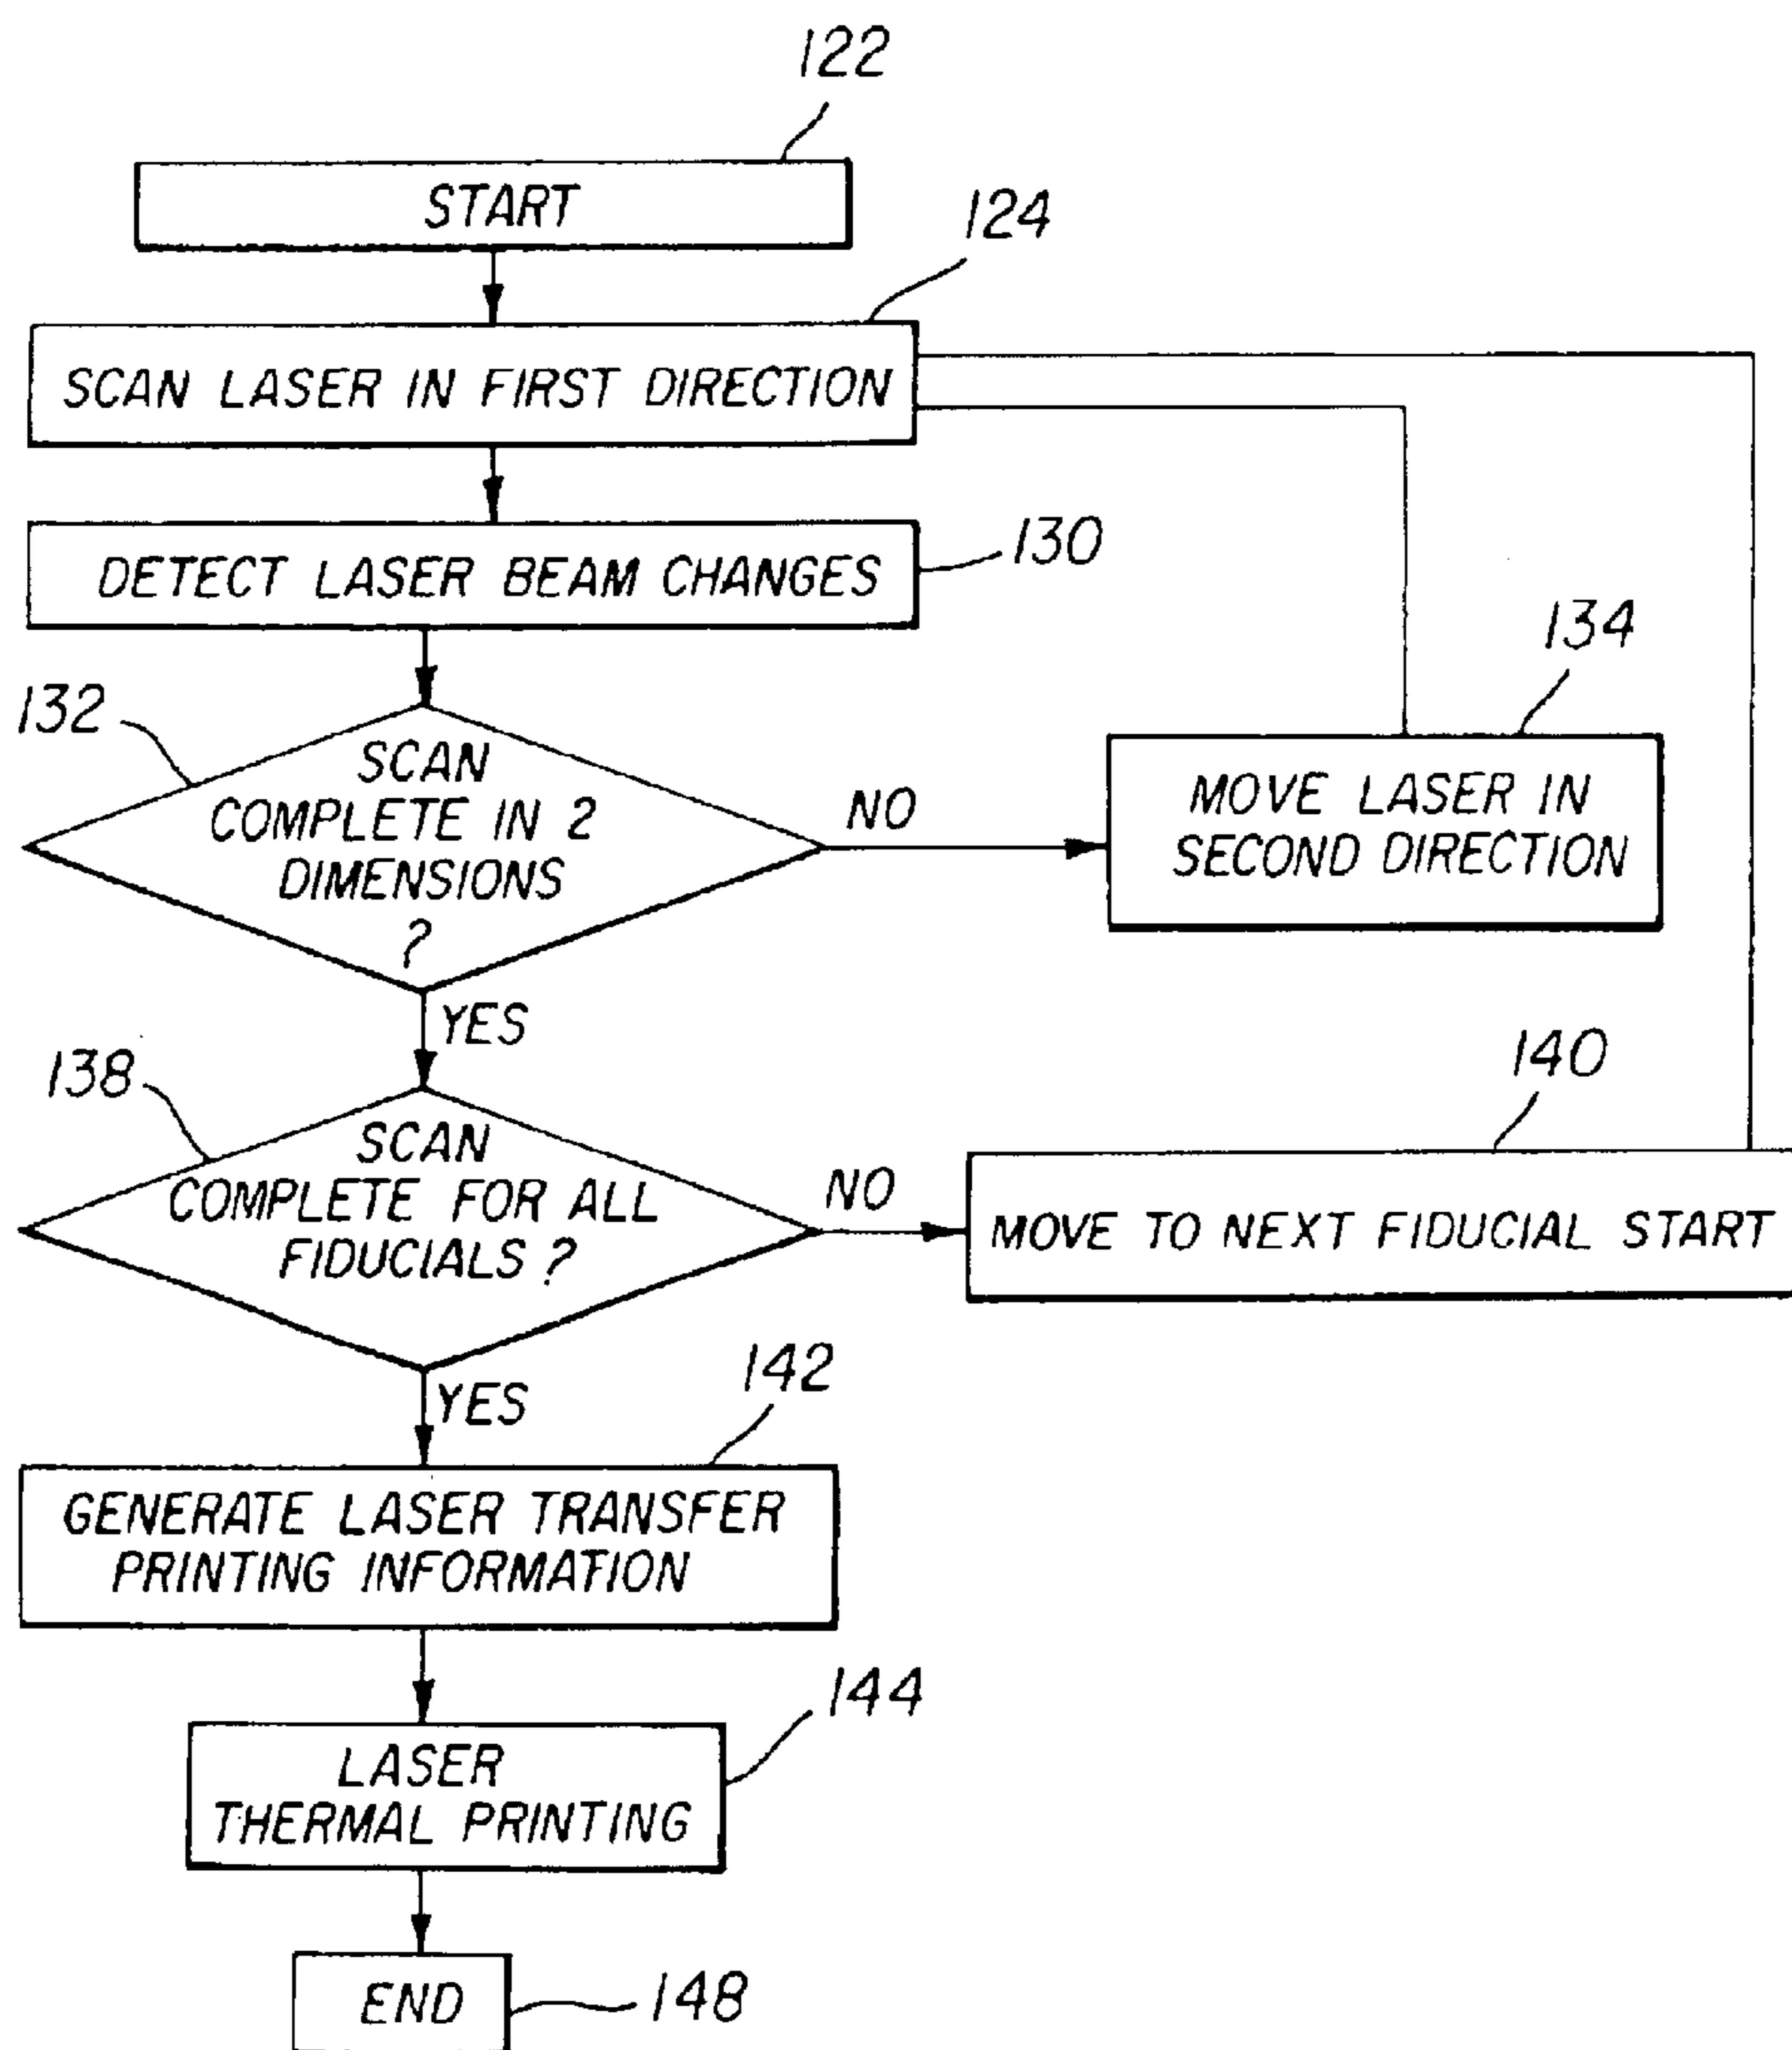 122
START
124
SCAN LASER IN FIRST DIRECTION
DETECT LASER BEAM CHANGES
130
134
132
SCAN
COMPLETE IN 2
DIMENSIONS
?
NO
MOVE LASER IN
SECOND DIRECTION
YES
140
138
SCAN
COMPLETE FOR ALL
FIDUCIALS ?
NO
MOVE TO NEXT FIDUCIAL START
142
YES
GENERATE LASER TRANSFER
PRINTING INFORMATION
144
LASER
THERMAL PRINTING
END
148